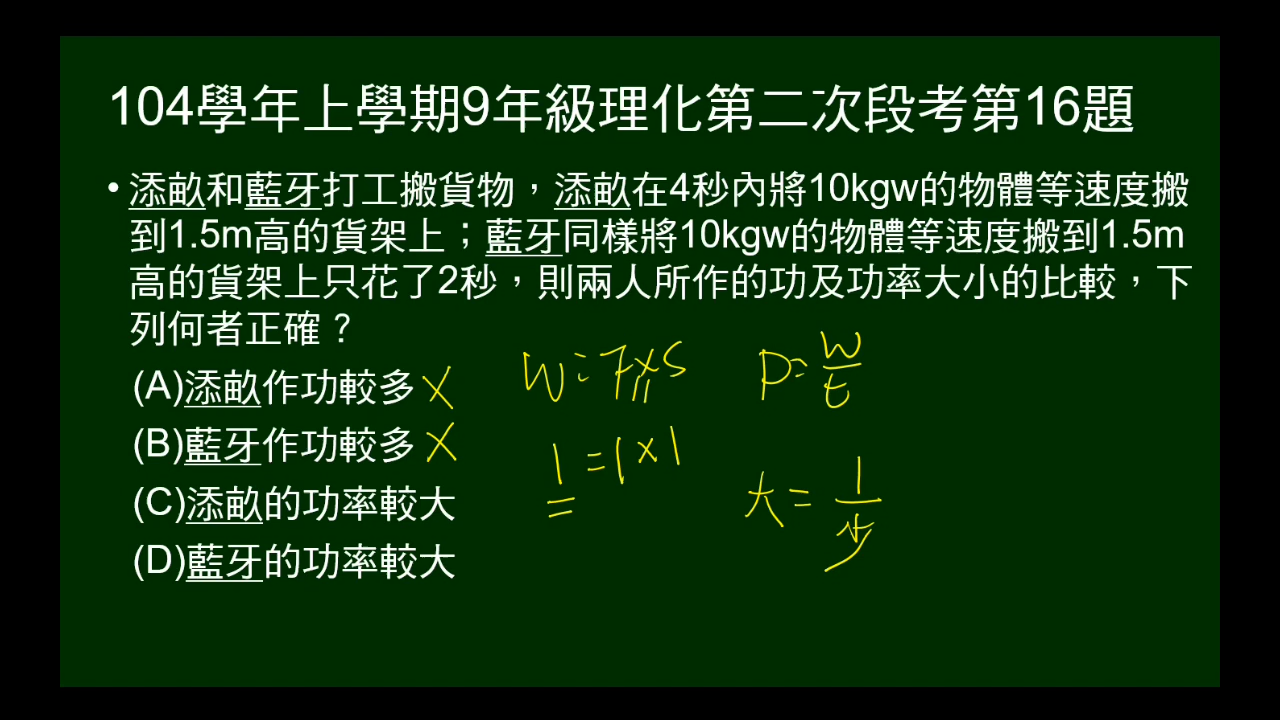 104學年上學期9年級理化第二次段考第16題
• 添畝和藍牙打工搬貨物，添畝在4秒內將10kgw的物體等速度搬
到1.5m高的貨架上；藍牙同樣將10kgw的物體等速度搬到1.5m
高的貨架上只花了2秒，則兩人所作的功及功率大小的比較，下
列何者正確？
(A)添畝作功較多 X
(B)藍牙作功較多 X
(C)添畝的功率較大
(D)藍牙的功率較大
W=F×S
1=1×1
P=W/t
大=1/少